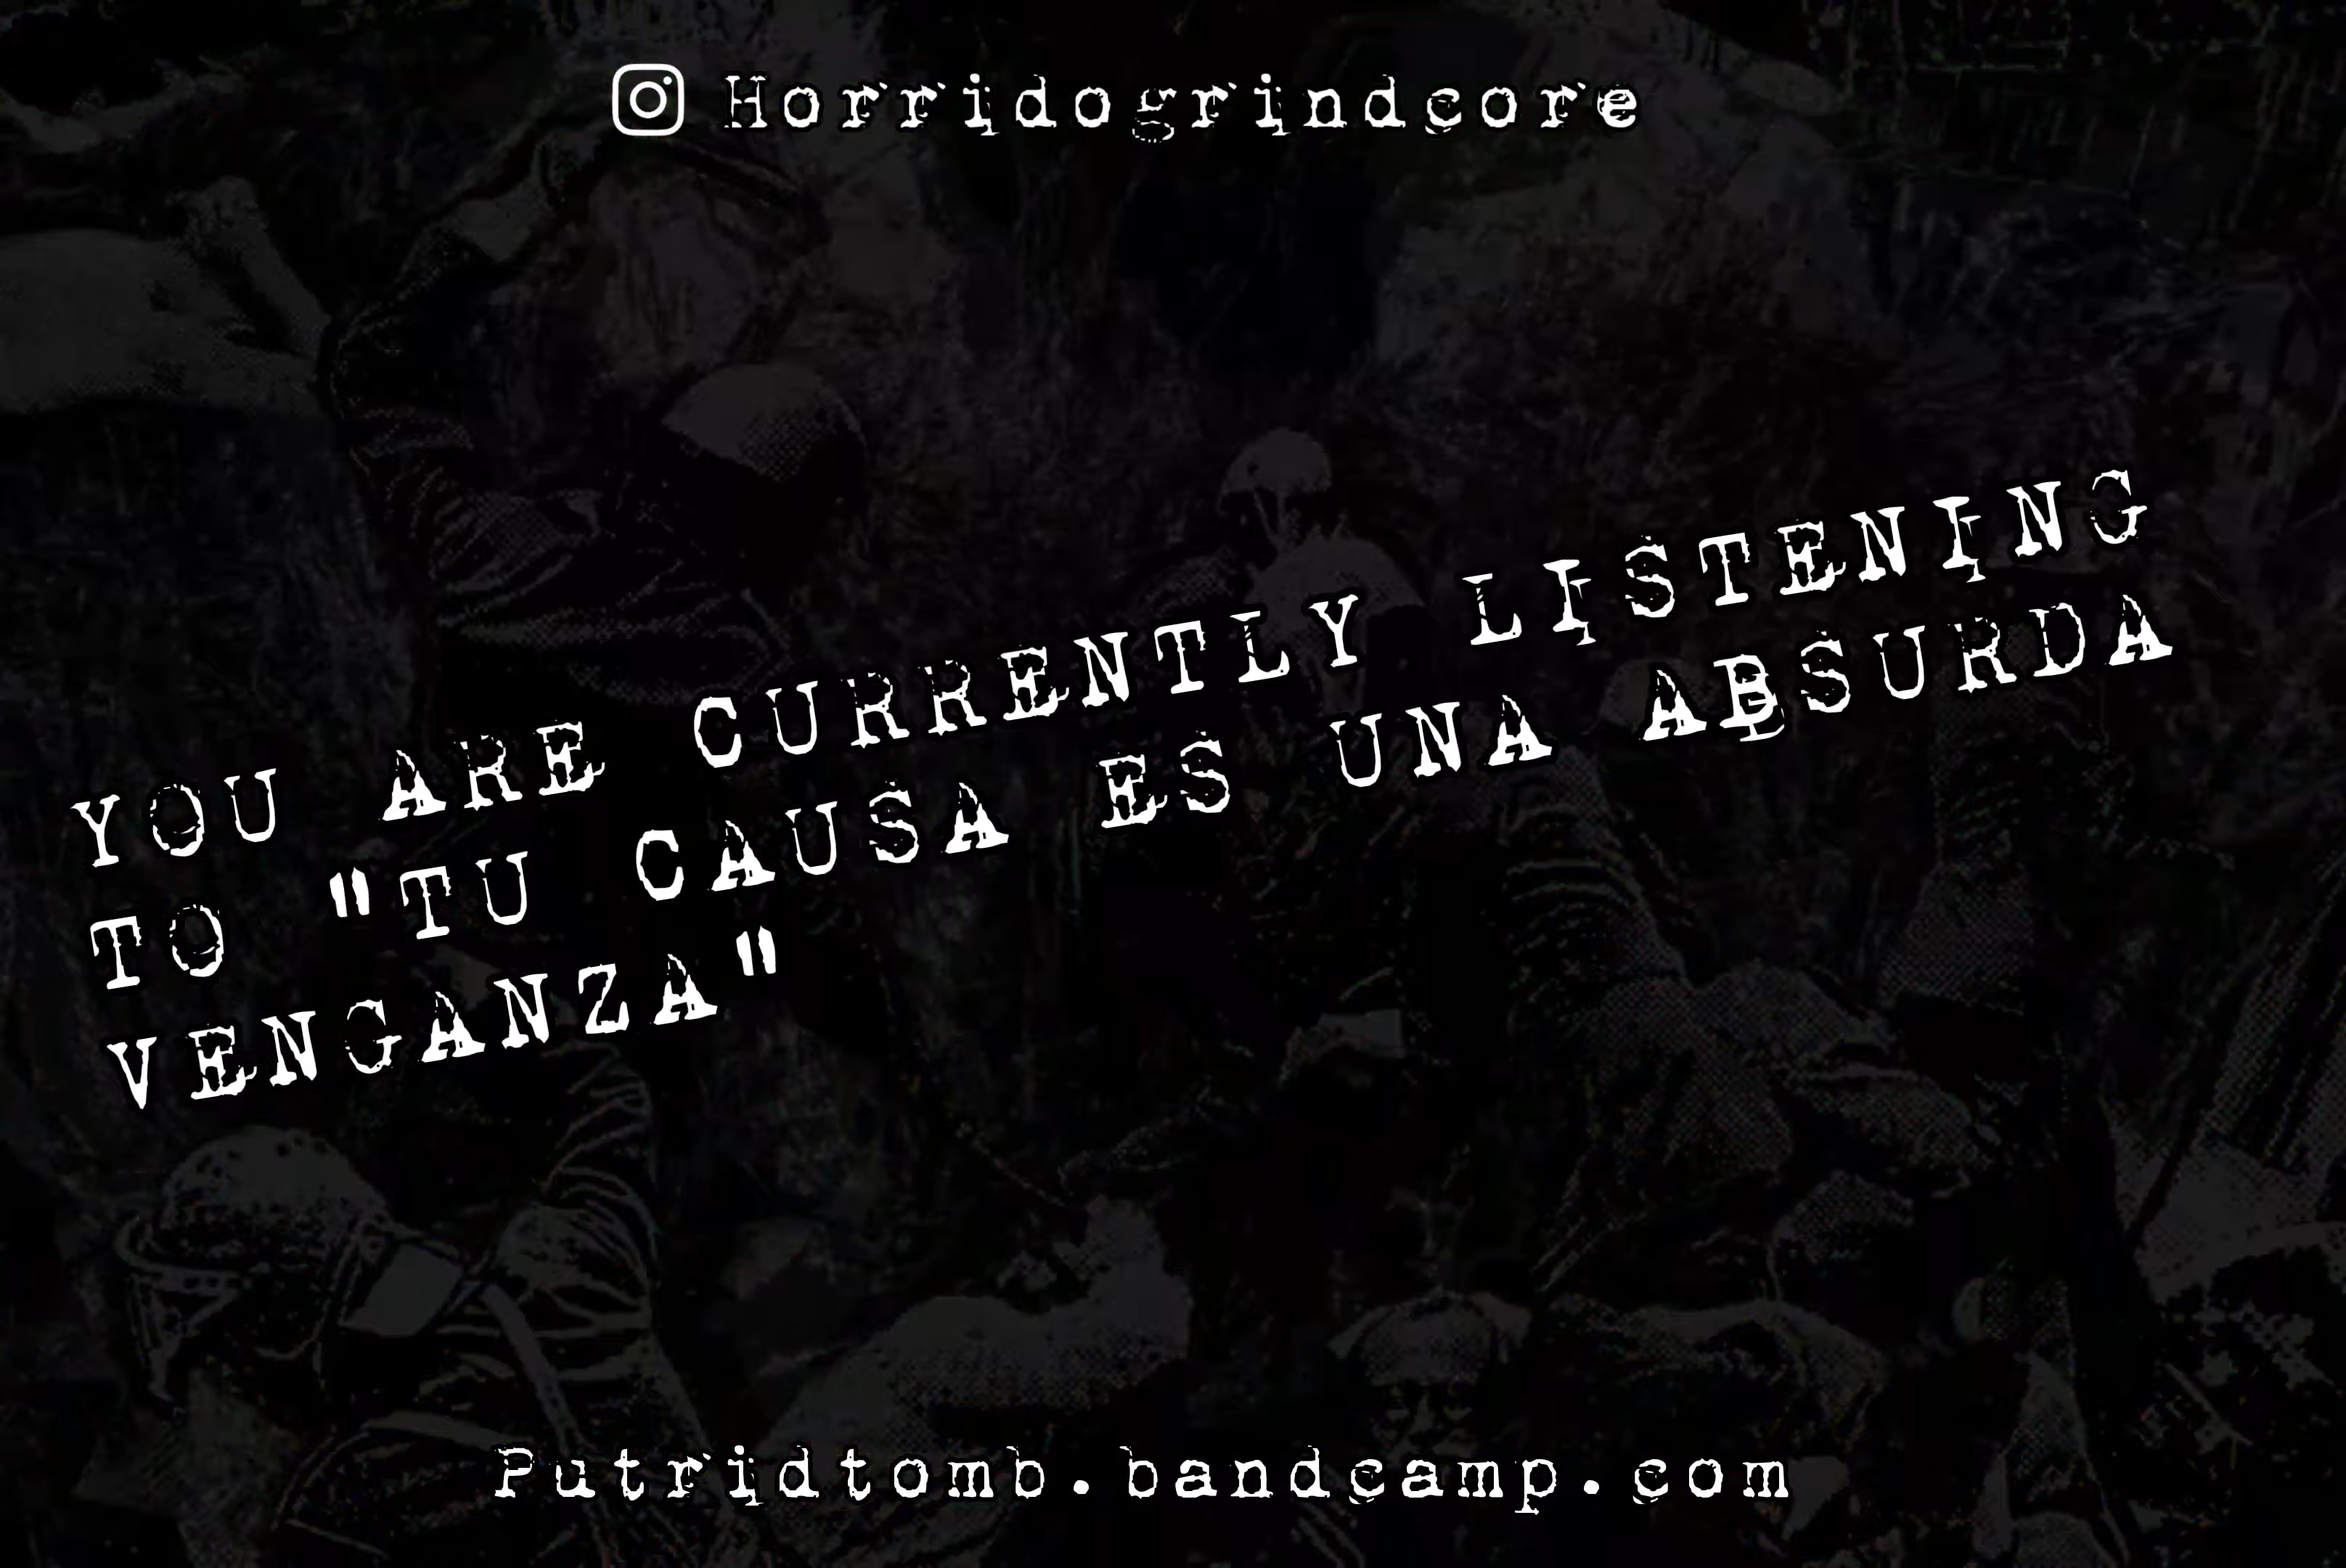 Horridogrindcore
YOU ARE CURRENTLY LISTENING
TO "TU CAUSA ES UNA ABSURDA
VENGANZA"
Putridtomb.bandcamp.com